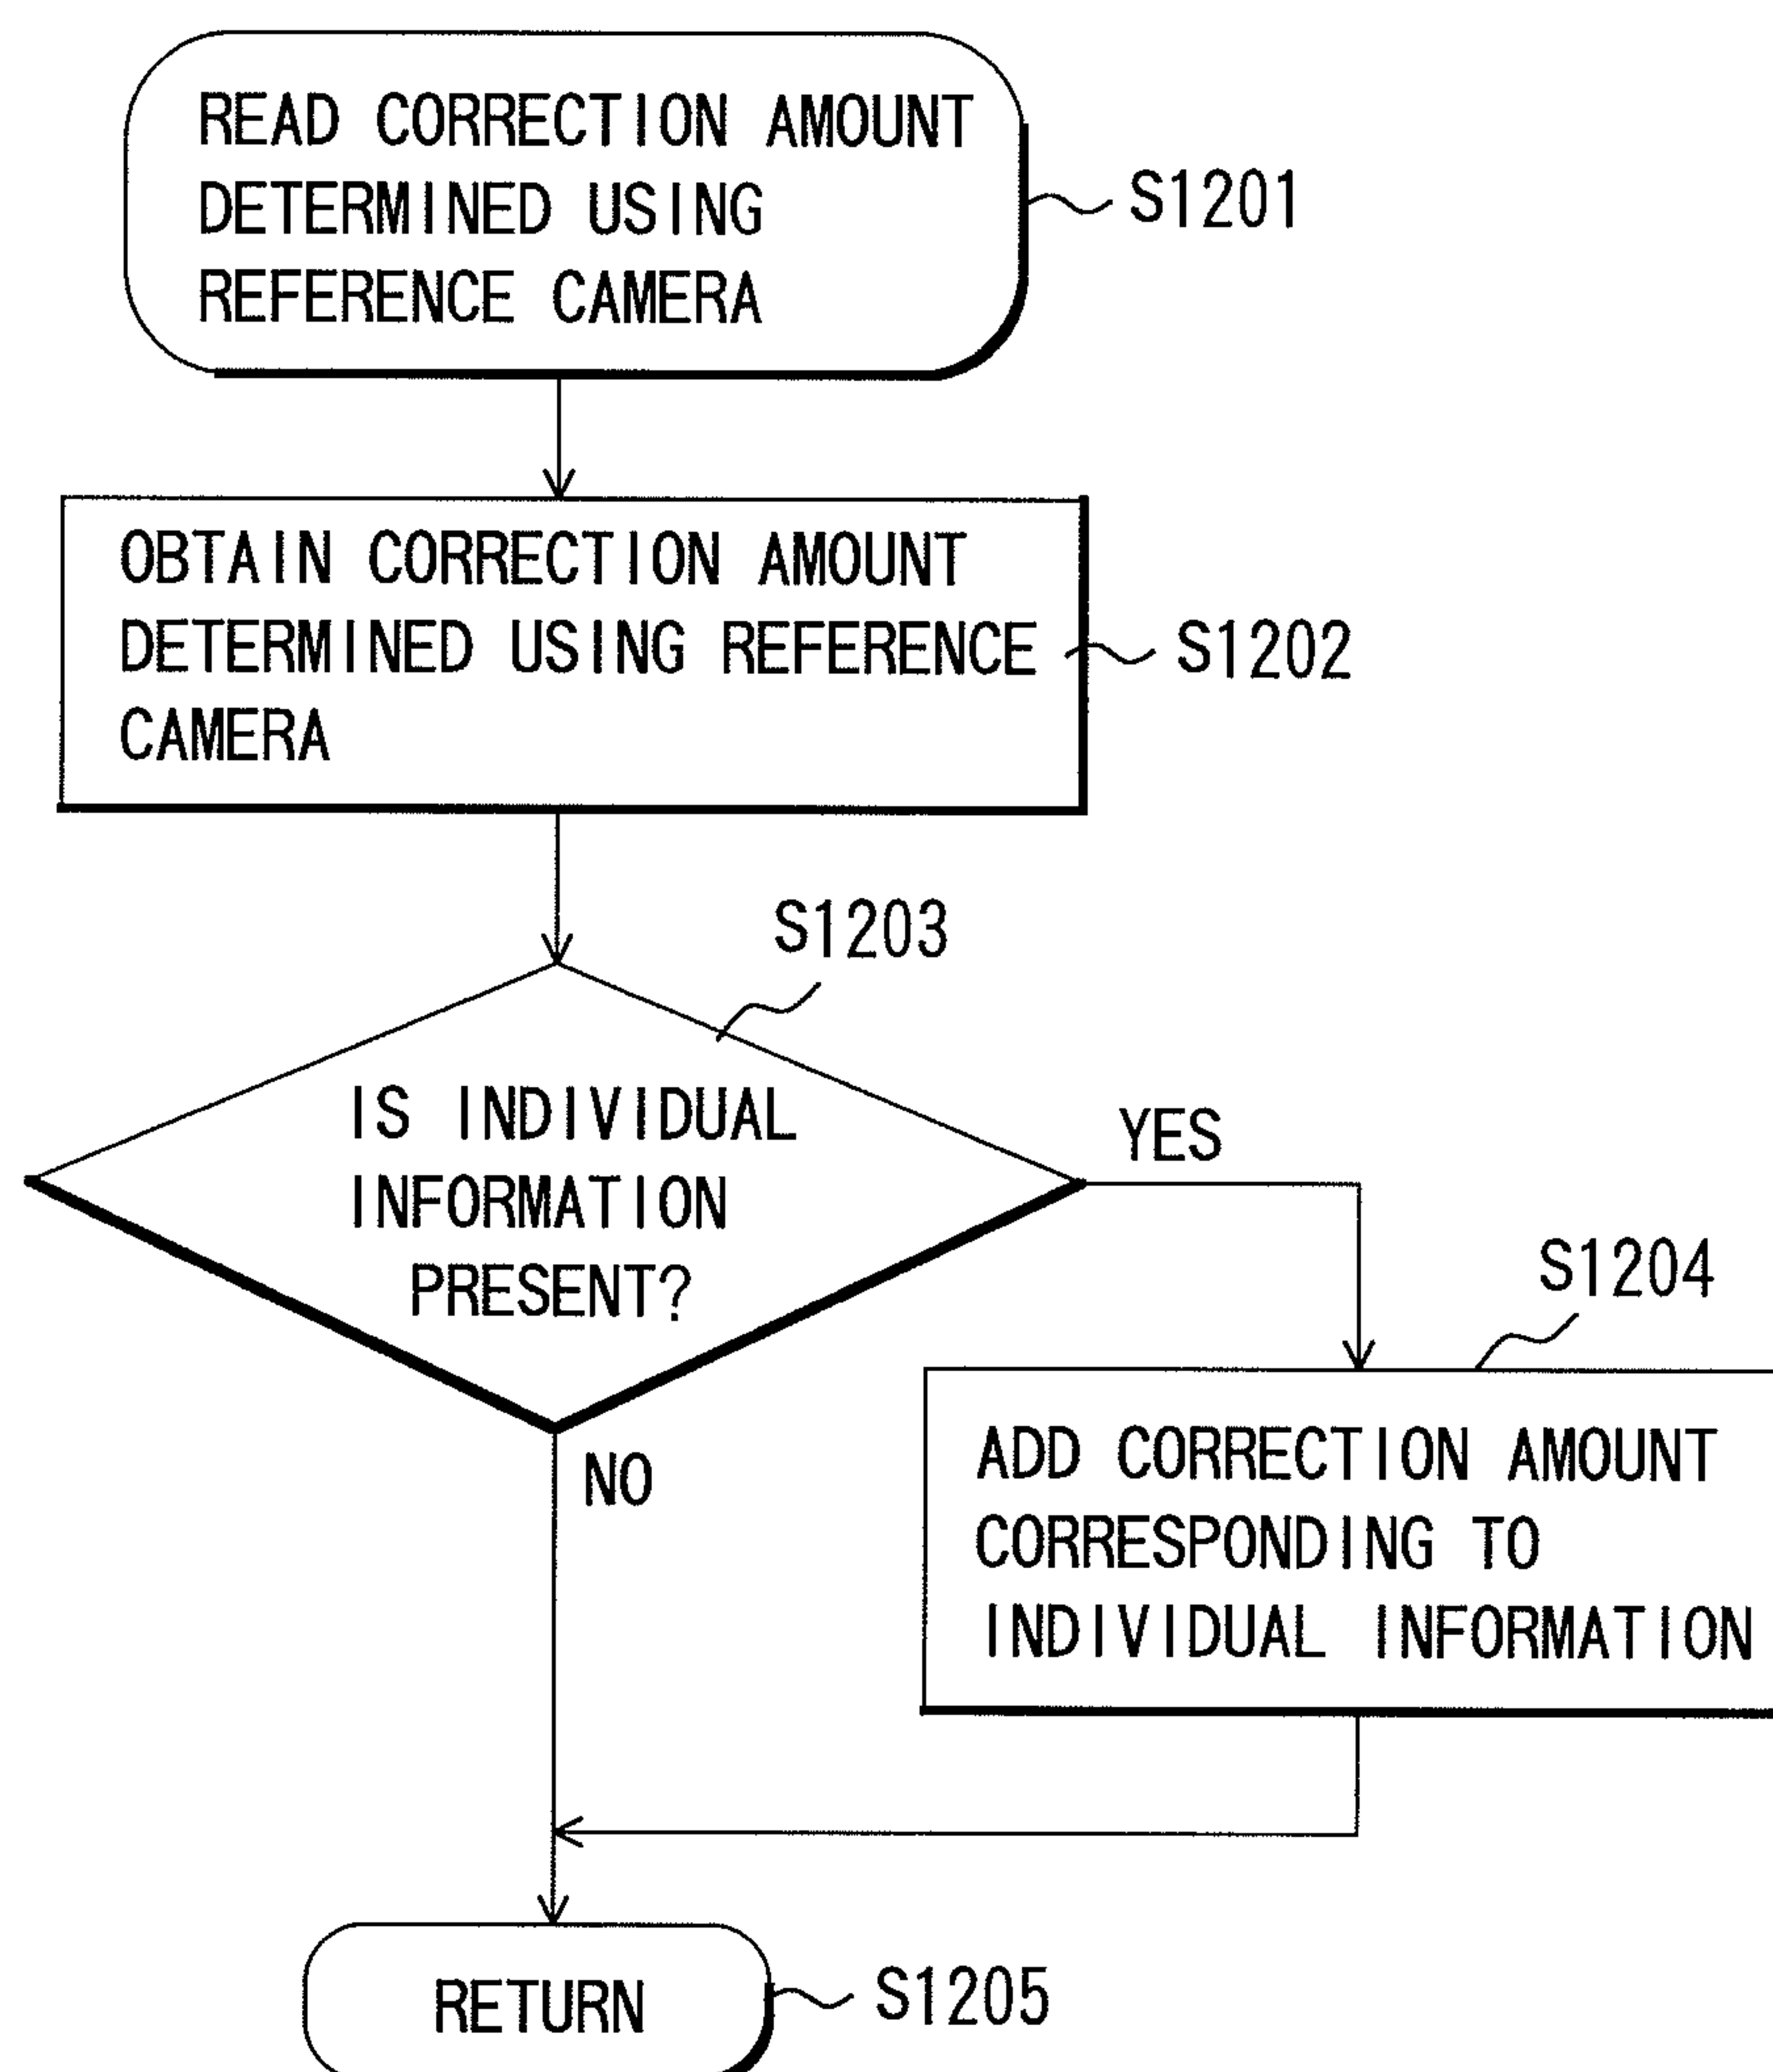 READ CORRECTION AMOUNT
DETERMINED USING
REFERENCE CAMERA
S1201
OBTAIN CORRECTION AMOUNT
DETERMINED USING REFERENCE
CAMERA
S1202
S1203
IS INDIVIDUAL
INFORMATION
PRESENT?
YES
NO
S1204
ADD CORRECTION AMOUNT
CORRESPONDING TO
INDIVIDUAL INFORMATION
RETURN
S1205